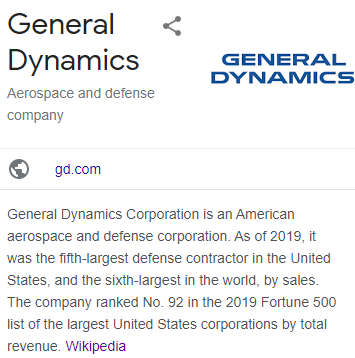 General
Dynamics
GENERAL
DYNAMICS
Aerospace and defense
company
gd.com
General Dynamics Corporation is an American
aerospace and defense corporation. As of 2019, it
was the fifth-largest defense contractor in the United
States, and the sixth-largest in the world, by sales.
The company ranked No. 92 in the 2019 Fortune 500
list of the largest United States corporations by total
revenue. Wikipedia